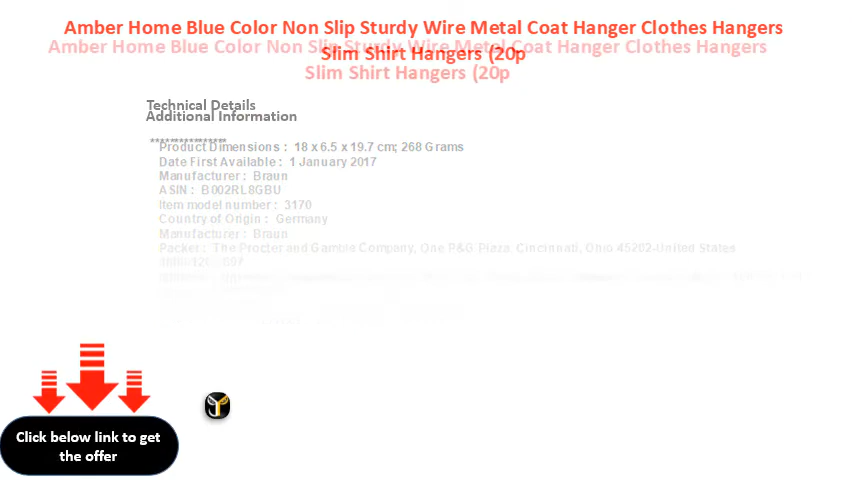 Amber Home Blue Color Non Slip Sturdy Wire Metal Coat Hanger Clothes Hangers
Amber Home Blue Color Non Slip Sturdy Wire Metal Coat Hanger Clothes Hangers
Slim Shirt Hangers (20p
Slim Shirt Hangers (20p
Technical Details
Additional Information
****************
Product Dimensions : 18 x 6.5 x 19.7 cm; 268 Grams
Date First Available : 1 January 2017
Manufacturer : Braun
ASIN : B002RL8GBU
Item model number : 3170
Country of Origin : Germany
Manufacturer : Braun
Packer : The Procter and Gamble Company, One P&G Plaza, Cincinnati, Ohio 45202-United States
Click below link to get
the offer